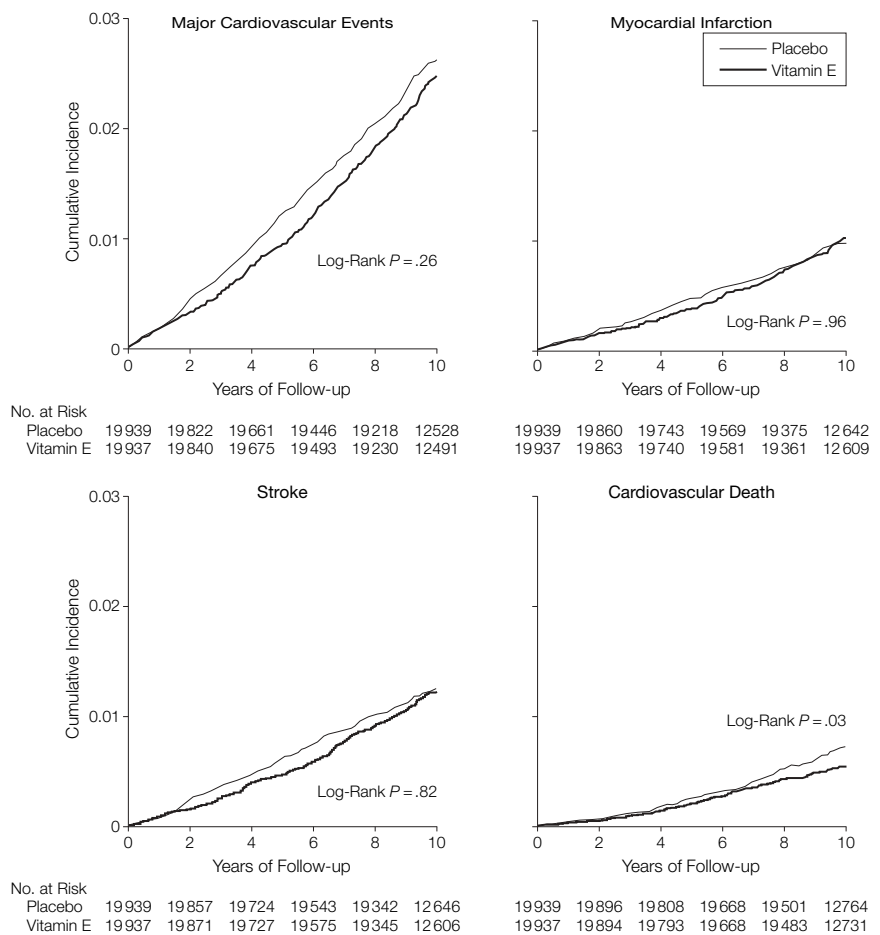 Major Cardiovascular Events
Cumulative Incidence
0.03
0.02
0.01
0
Log-Rank P = .26
0 2 4 6 8 10
Years of Follow-up
No. at Risk
Placebo 19939 19822 19661 19446 19218 12528
Vitamin E 19937 19840 19675 19493 19230 12491
Myocardial Infarction
Placebo
Vitamin E
Log-Rank P = .96
0 2 4 6 8 10
Years of Follow-up
19939 19860 19743 19569 19375 12642
19937 19863 19740 19581 19361 12609
Stroke
Cumulative Incidence
0.03
0.02
0.01
0
Log-Rank P = .82
0 2 4 6 8 10
Years of Follow-up
No. at Risk
Placebo 19939 19857 19724 19543 19342 12646
Vitamin E 19937 19871 19727 19575 19345 12606
Cardiovascular Death
Log-Rank P = .03
0 2 4 6 8 10
Years of Follow-up
19939 19896 19808 19668 19501 12764
19937 19894 19793 19668 19483 12731